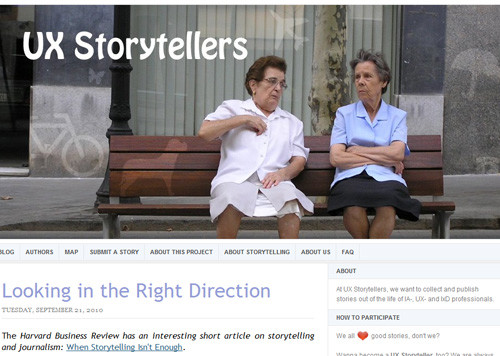 UX Storytellers
BLOG AUTHORS MAP SUBMIT A STORY ABOUT THIS PROJECT ABOUT STORYTELLING ABOUT US FAQ
Looking in the Right Direction
TUESDAY, SEPTEMBER 21, 2010
The Harvard Business Review has an interesting short article on storytelling
and journalism: When Storytelling Isn't Enough.
ABOUT
At UX Storytellers, we want to collect and publish
stories out of the life of IA-, UX- and IxD professionals.
HOW TO PARTICIPATE
We all ❤ good stories, don't we?
Wanna become a UX Storyteller, too? We are always